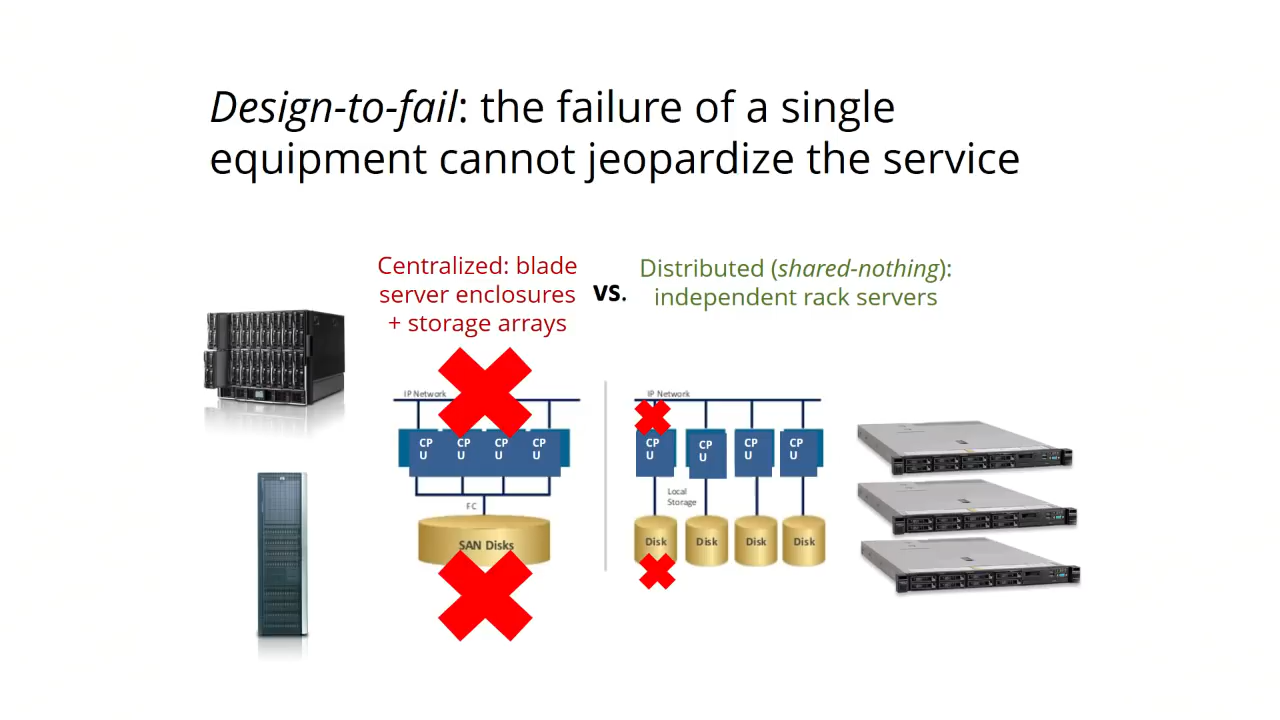 Design-to-fail: the failure of a single
equipment cannot jeopardize the service
Centralized: blade
server enclosures
+ storage arrays
vs.
Distributed (shared-nothing):
independent rack servers
IP Network
CP
U
CP
U
CP
U
CP
U
FC
SAN Disks
IP Network
CP
U
CP
U
CP
U
CP
U
Local
Storage
Disk
Disk
Disk
Disk